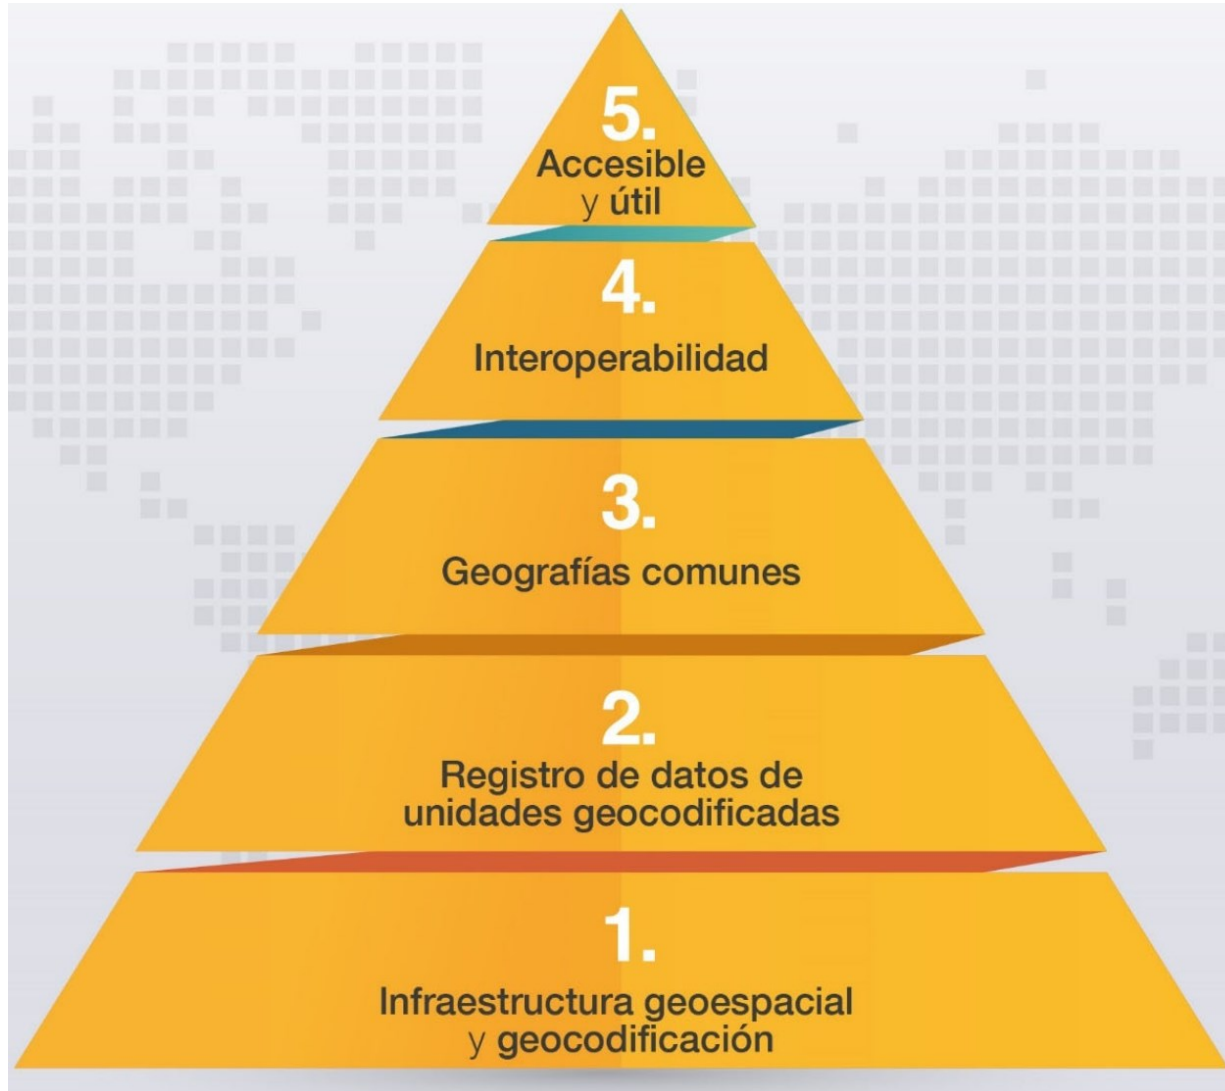 5.
Accesible
y útil
4.
Interoperabilidad
3.
Geografías comunes
2.
Registro de datos de
unidades geocodificadas
1.
Infraestructura geoespacial
y geocodificación